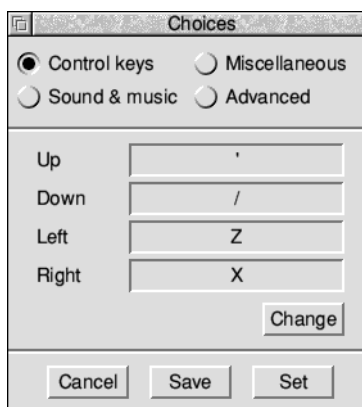 Choices
Control keys Miscellaneous
Sound & music Advanced
Up '
Down /
Left Z
Right X
Change
Cancel Save Set